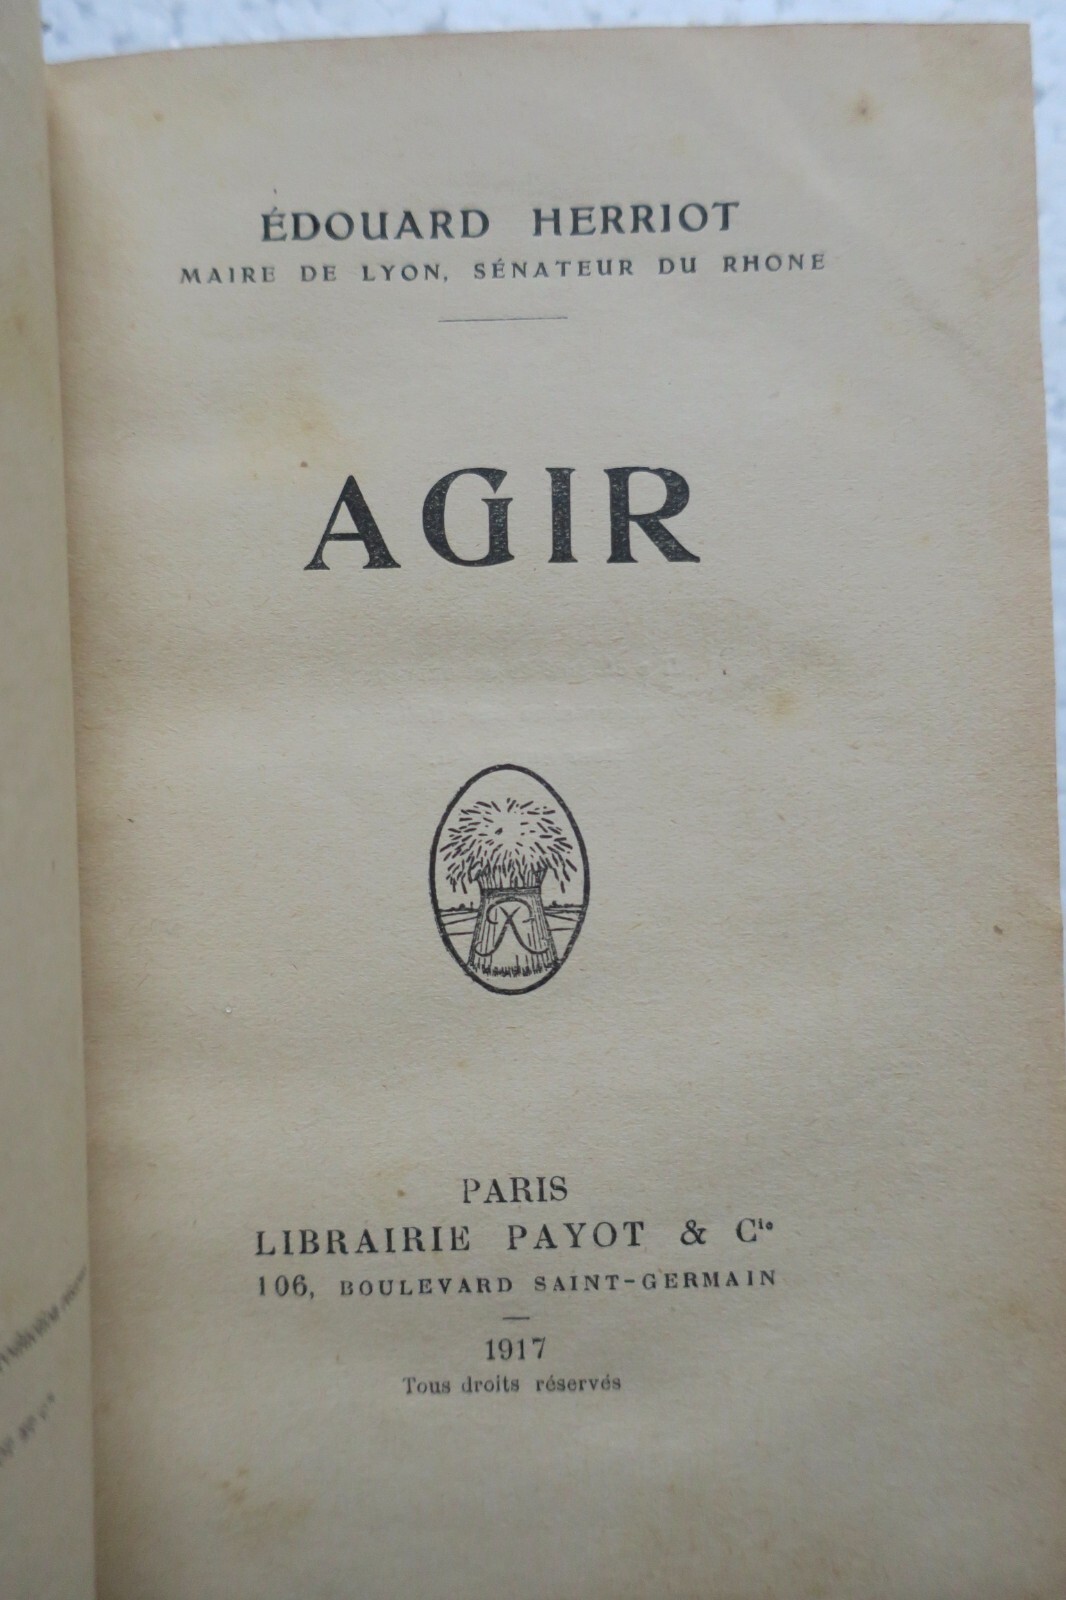 ÉDOUARD HERRIOT
MAIRE DE LYON, SÉNATEUR DU RHONE
AGIR
PARIS
LIBRAIRIE PAYOT & Cie
106, BOULEVARD SAINT-GERMAIN
1917
Tous droits réservés